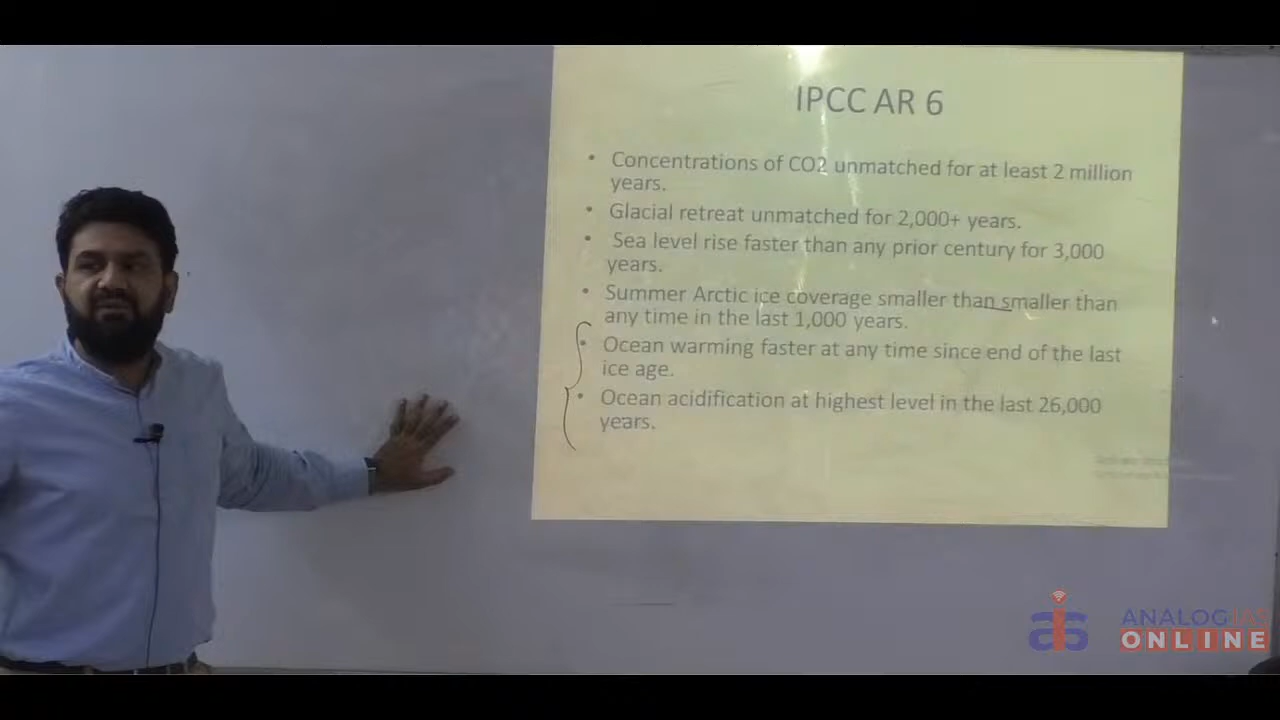 IPCC AR 6
• Concentrations of CO2 unmatched for at least 2 million
years.
• Glacial retreat unmatched for 2,000+ years.
• Sea level rise faster than any prior century for 3,000
years.
• Summer Arctic ice coverage smaller than smaller than
any time in the last 1,000 years.
• Ocean warming faster at any time since end of the last
ice age.
• Ocean acidification at highest level in the last 26,000
years.
ANALOG IAS
ONLINE